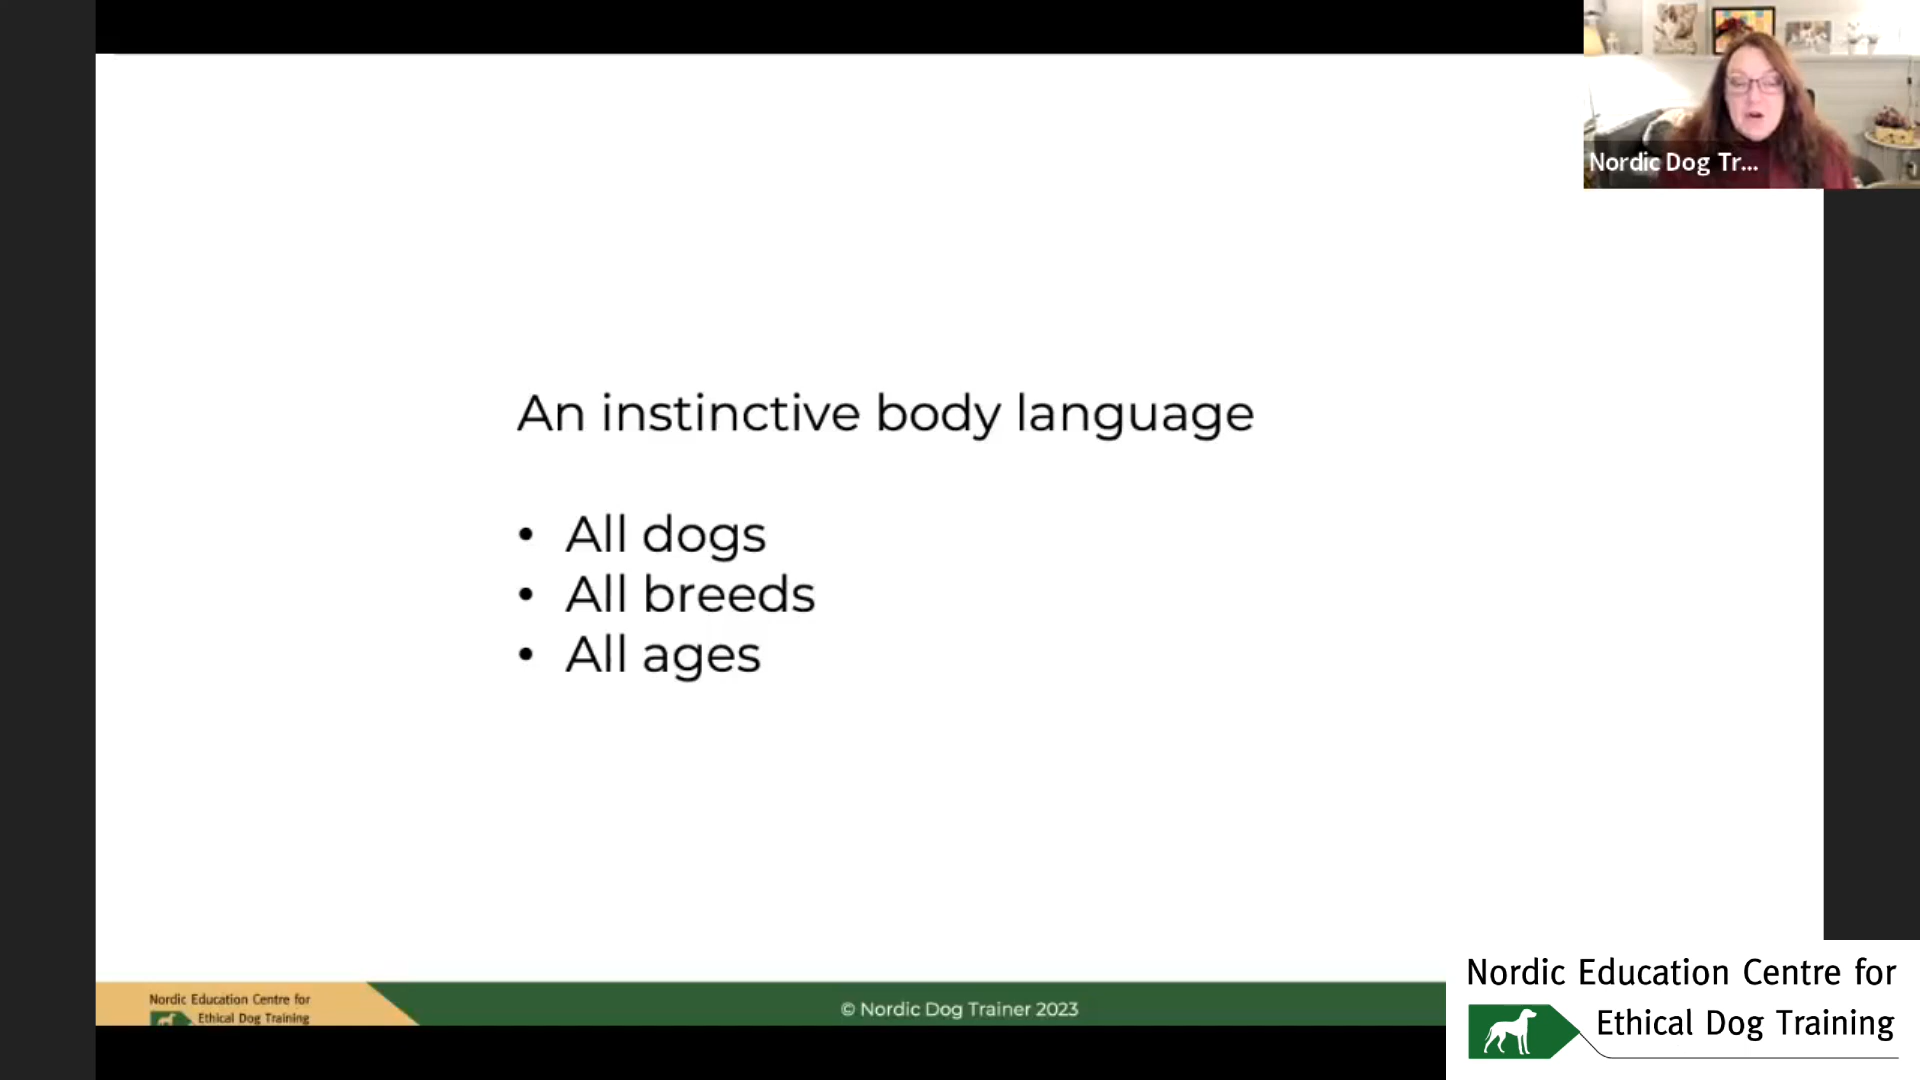 Nordic Dog Tr...
An instinctive body language
• All dogs
• All breeds
• All ages
Nordic Education Centre for
Ethical Dog Training
© Nordic Dog Trainer 2023
Nordic Education Centre for
Ethical Dog Training